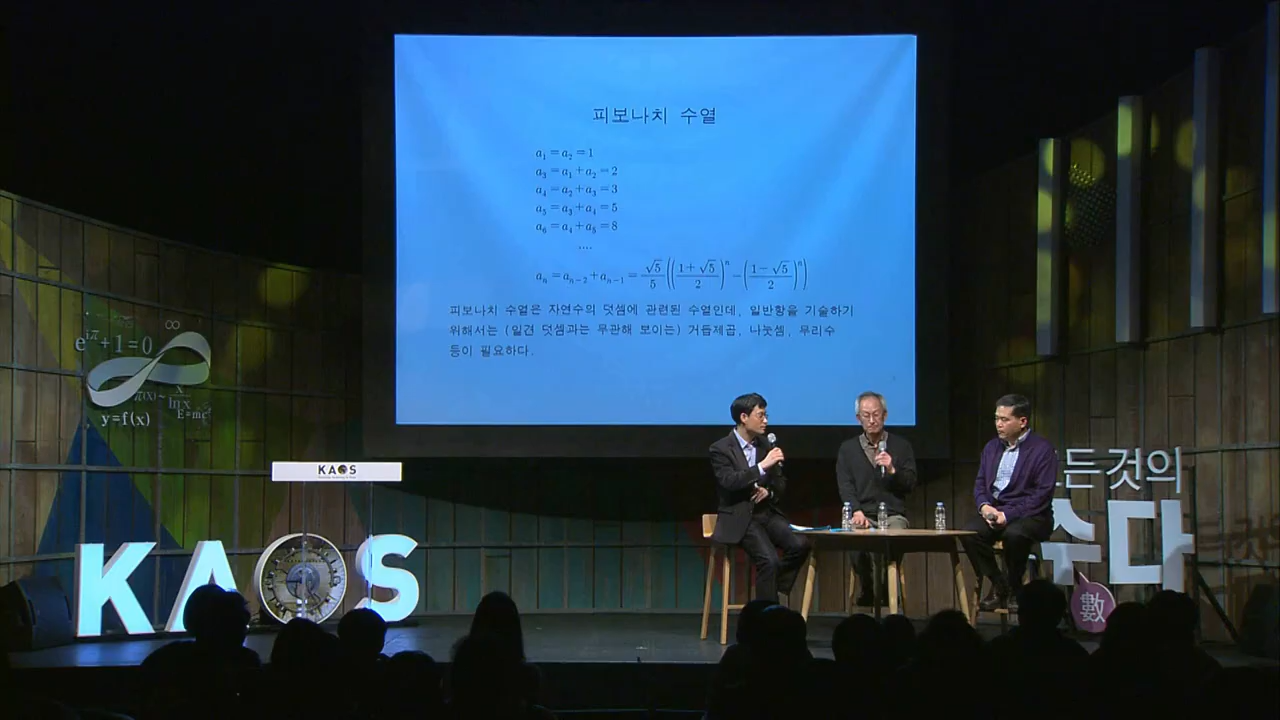 피보나치 수열
a₁ = a₂ = 1
a₃ = a₁ + a₂ = 2
a₄ = a₂ + a₃ = 3
a₅ = a₃ + a₄ = 5
a₆ = a₄ + a₅ = 8
....
aₙ = aₙ₋₂ + aₙ₋₁ = √5/5 ((1+√5/2)ⁿ − (1−√5/2)ⁿ)
피보나치 수열은 자연수의 덧셈에 관련된 수열인데, 일반항을 기술하기
위해서는 (일견 덧셈과는 무관해 보이는) 거듭제곱, 나눗셈, 무리수
등이 필요하다.
∞
e^iπ + 1 = 0
π(x) ~ x/ln x
E=mc²
y=f(x)
KAOS
KAOS
든것의
수다
數